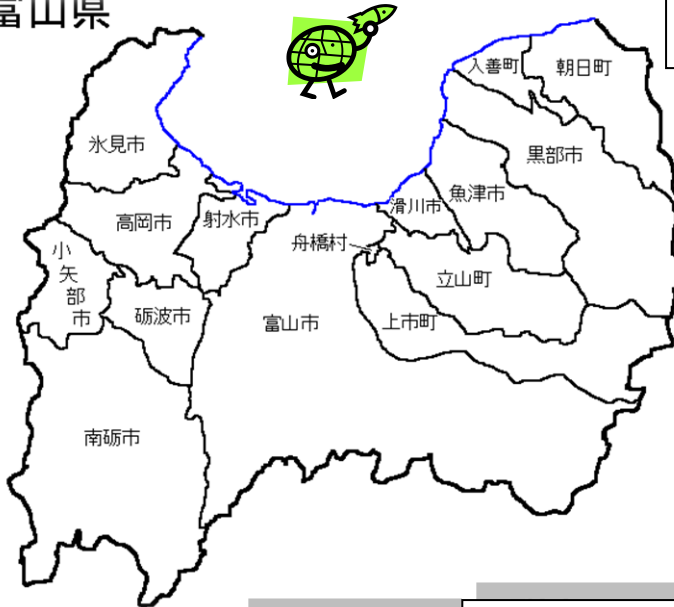 富山県
入善町
朝日町
氷見市
黒部市
魚津市
滑川市
高岡市
射水市
舟橋村
小矢部市
立山町
砺波市
富山市
上市町
南砺市